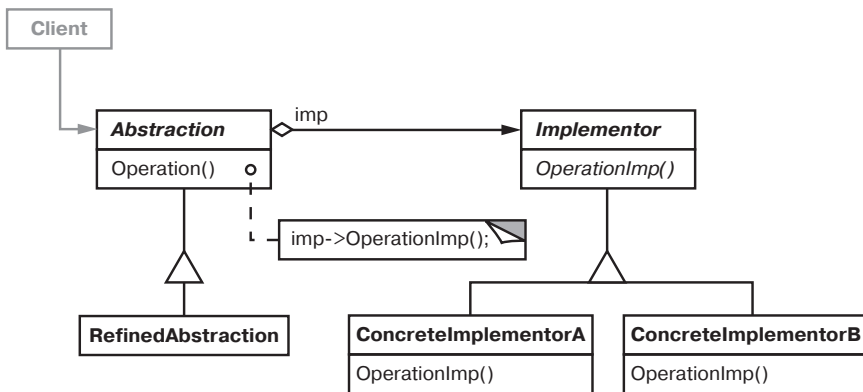 Client
imp
Abstraction
Implementor
Operation()
OperationImp()
imp->OperationImp();
RefinedAbstraction
ConcreteImplementorA
ConcreteImplementorB
OperationImp()
OperationImp()